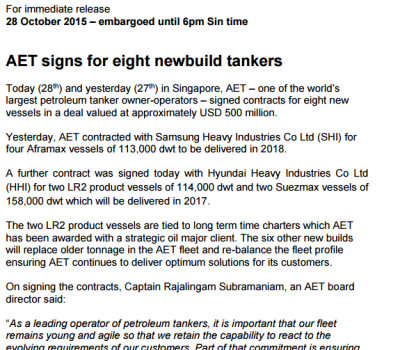 For immediate release
28 October 2015 – embargoed until 6pm Sin time
AET signs for eight newbuild tankers
Today (28th) and yesterday (27th) in Singapore, AET – one of the world's
largest petroleum tanker owner-operators – signed contracts for eight new
vessels in a deal valued at approximately USD 500 million.
Yesterday, AET contracted with Samsung Heavy Industries Co Ltd (SHI) for
four Aframax vessels of 113,000 dwt to be delivered in 2018.
A further contract was signed today with Hyundai Heavy Industries Co Ltd
(HHI) for two LR2 product vessels of 114,000 dwt and two Suezmax vessels of
158,000 dwt which will be delivered in 2017.
The two LR2 product vessels are tied to long term time charters which AET
has been awarded with a strategic oil major client. The six other new builds
will replace older tonnage in the AET fleet and re-balance the fleet profile
ensuring AET continues to deliver optimum solutions for its customers.
On signing the contracts, Captain Rajalingam Subramaniam, an AET board
director said:
“As a leading operator of petroleum tankers, it is important that our fleet
remains young and agile so that we retain the capability to react to the
evolving requirements of our customers. Part of that commitment is ensuring